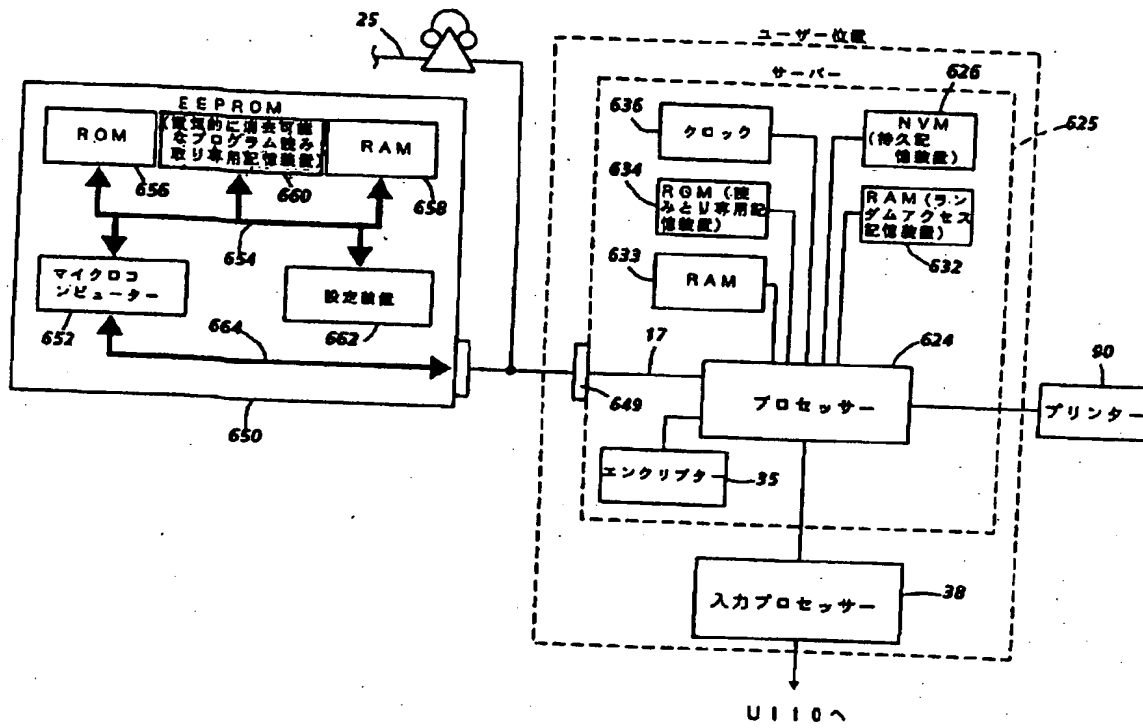 25
ユーザー位置
サーバー
625
EEPROM
(電気的に消去可能
なプログラム読み
取り専用記憶装置)
ROM
RAM
656
660
658
654
マイクロコ
ンピューター
652
設定装置
662
664
650
636
クロック
626
NVM
(持久記
憶装置)
634
ROM(読
みとり専用記
憶装置)
RAM(ラン
ダムアクセス
記憶装置)
632
633
RAM
17
624
プロセッサー
90
プリンター
649
エンクリプター
35
入力プロセッサー
38
UI10へ